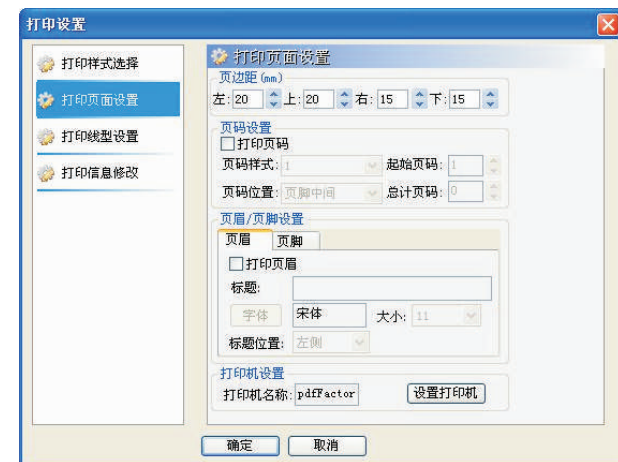 打印设置
打印样式选择
打印页面设置
打印线型设置
打印信息修改
打印页面设置
页边距(mm)
左: 20 上: 20 右: 15 下: 15
页码设置
打印页码
页码样式: 1 起始页码: 1
页码位置: 页脚中间 总计页码: 0
页眉/页脚设置
页眉 页脚
打印页眉
标题:
字体 宋体 大小: 11
标题位置: 左侧
打印机设置
打印机名称: pdfFactor 设置打印机
确定 取消